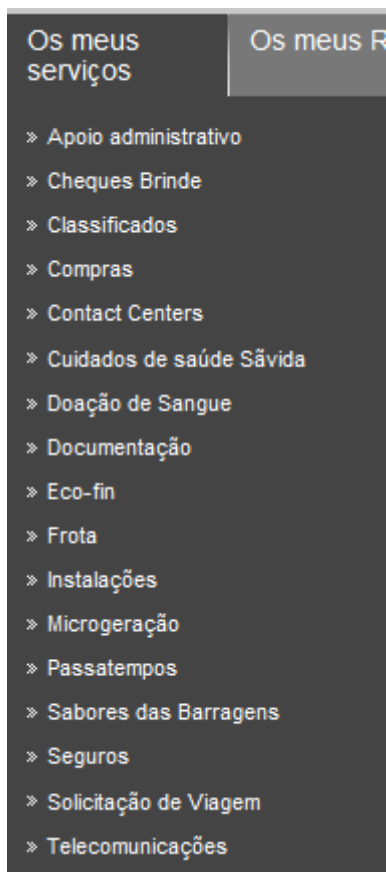 Os meus
serviços
Os meus R
» Apoio administrativo
» Cheques Brinde
» Classificados
» Compras
» Contact Centers
» Cuidados de saúde Sãvida
» Doação de Sangue
» Documentação
» Eco-fin
» Frota
» Instalações
» Microgeração
» Passatempos
» Sabores das Barragens
» Seguros
» Solicitação de Viagem
» Telecomunicações